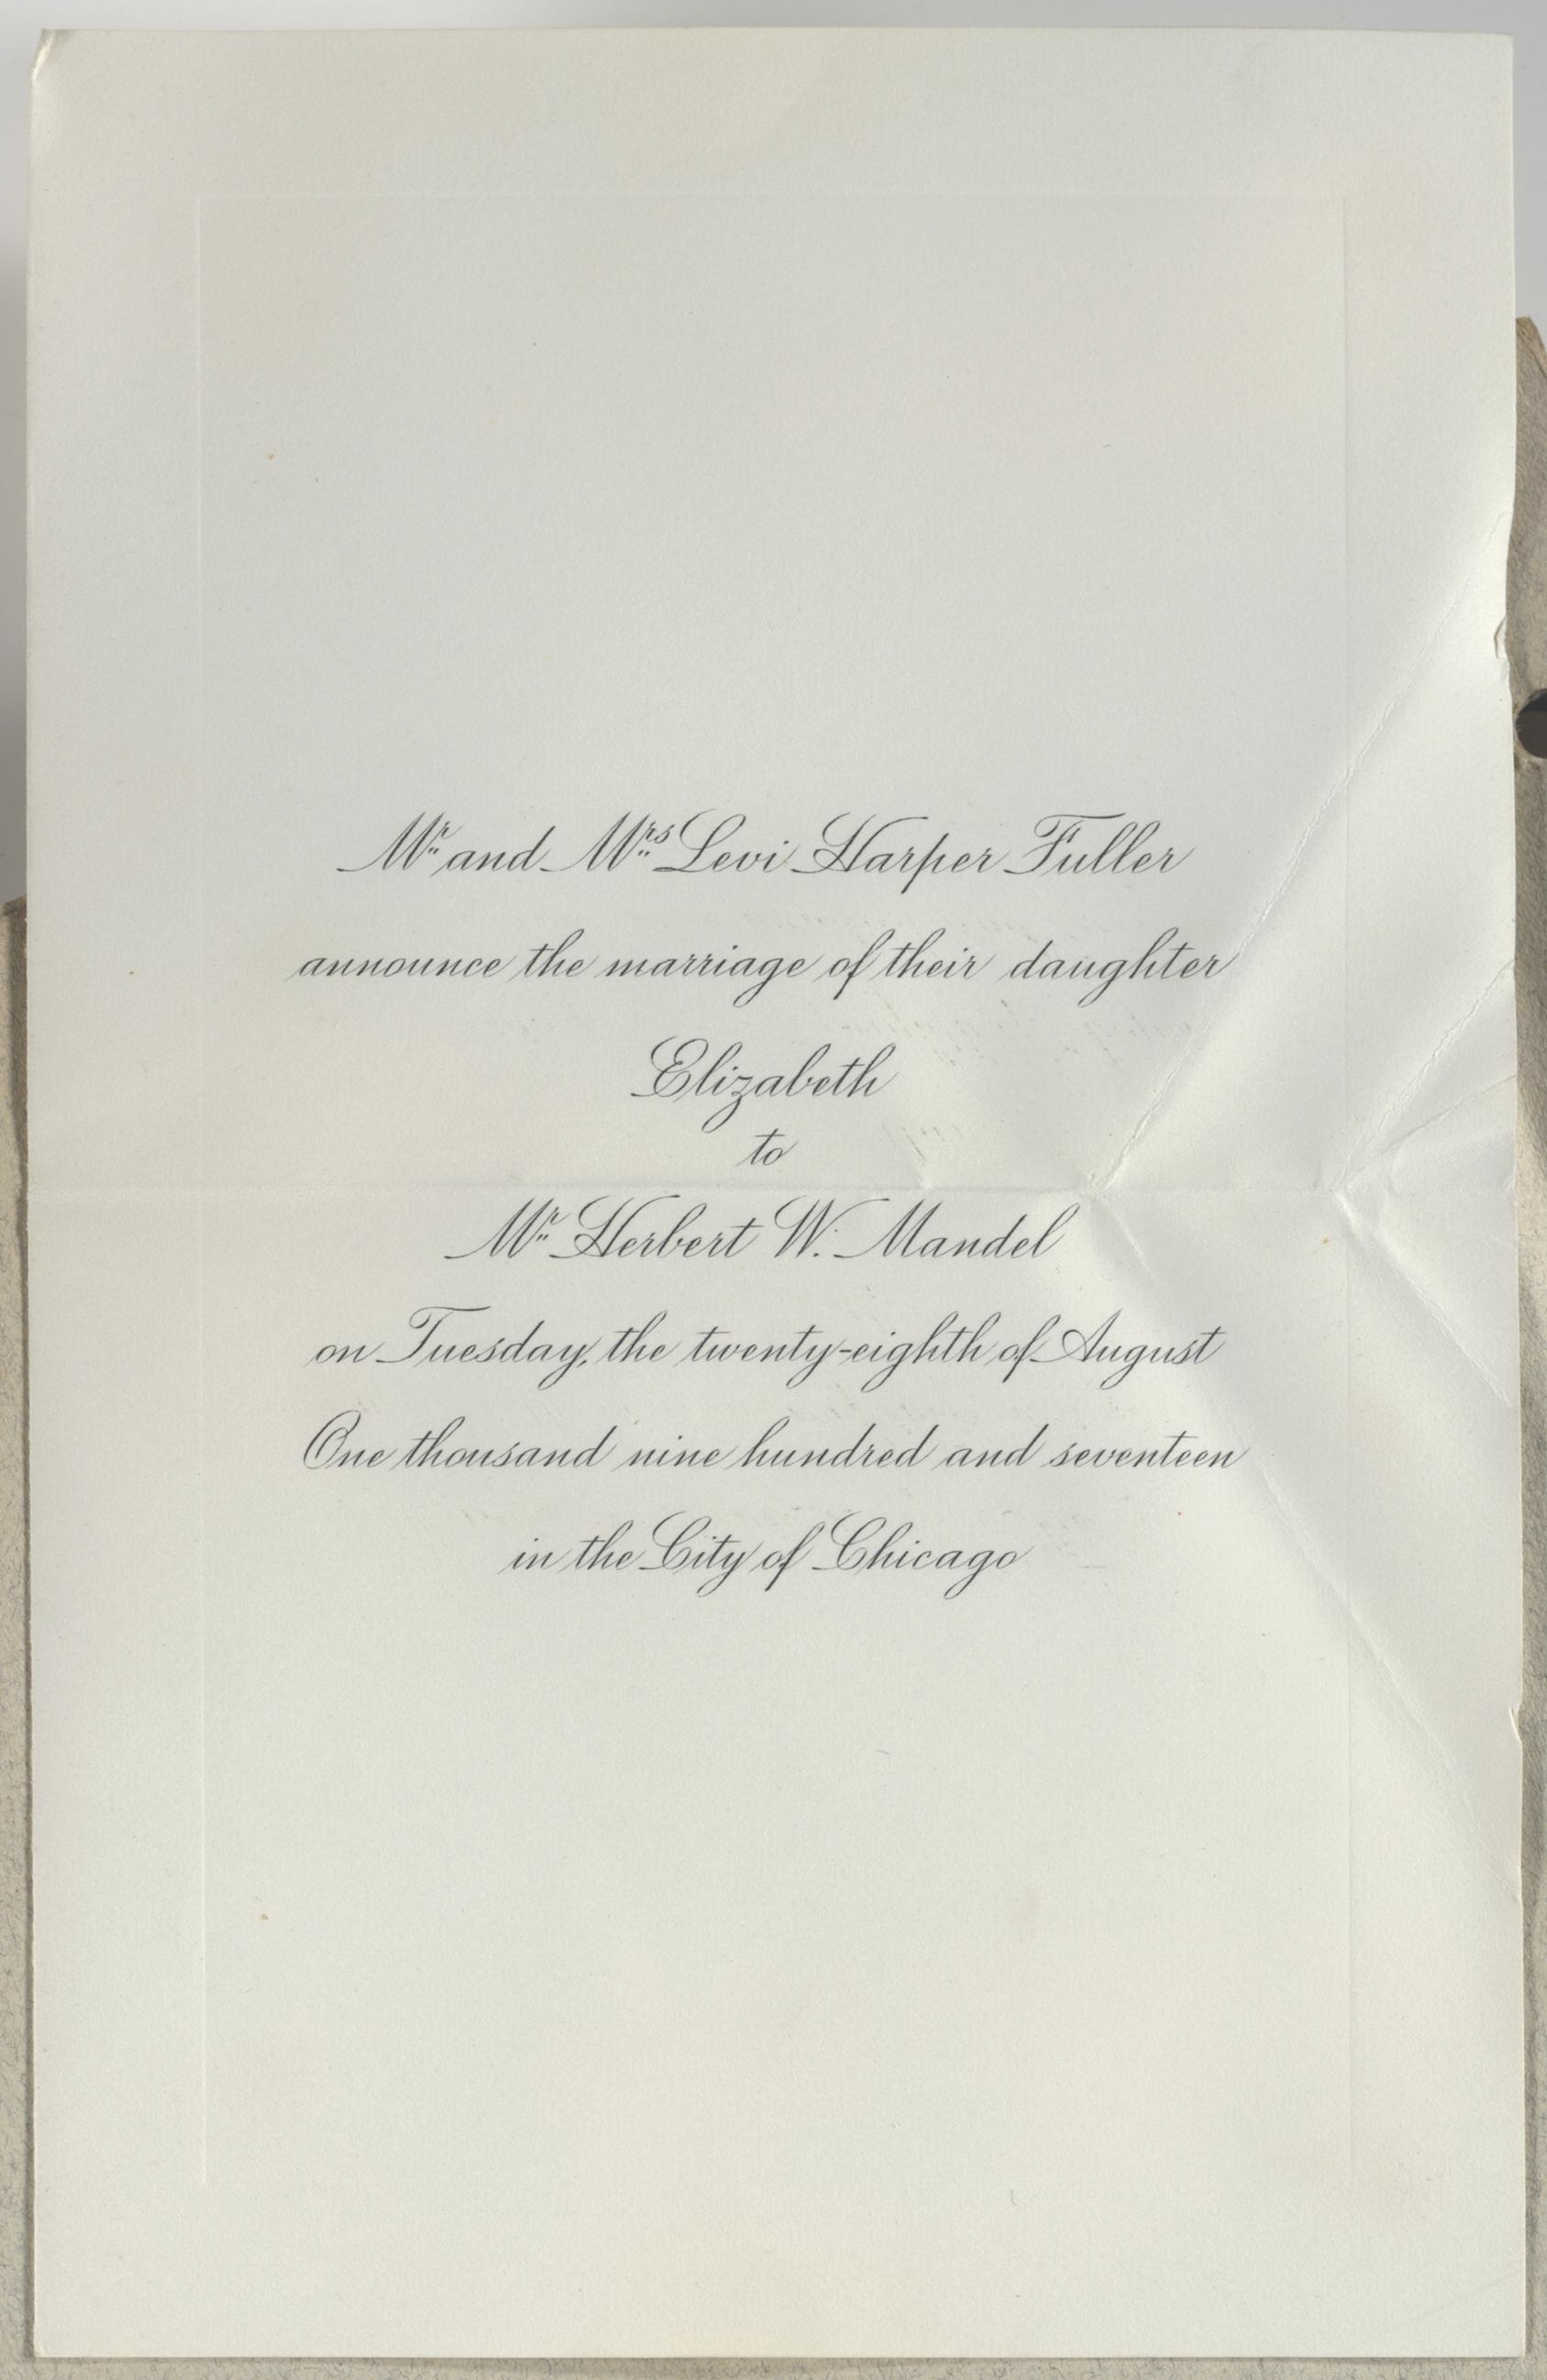 Mr. and Mrs. Levi Harper Fuller
announce the marriage of their daughter
Elizabeth
to
Mr. Herbert W. Mandel
on Tuesday, the twenty-eighth of August
One thousand nine hundred and seventeen
in the City of Chicago